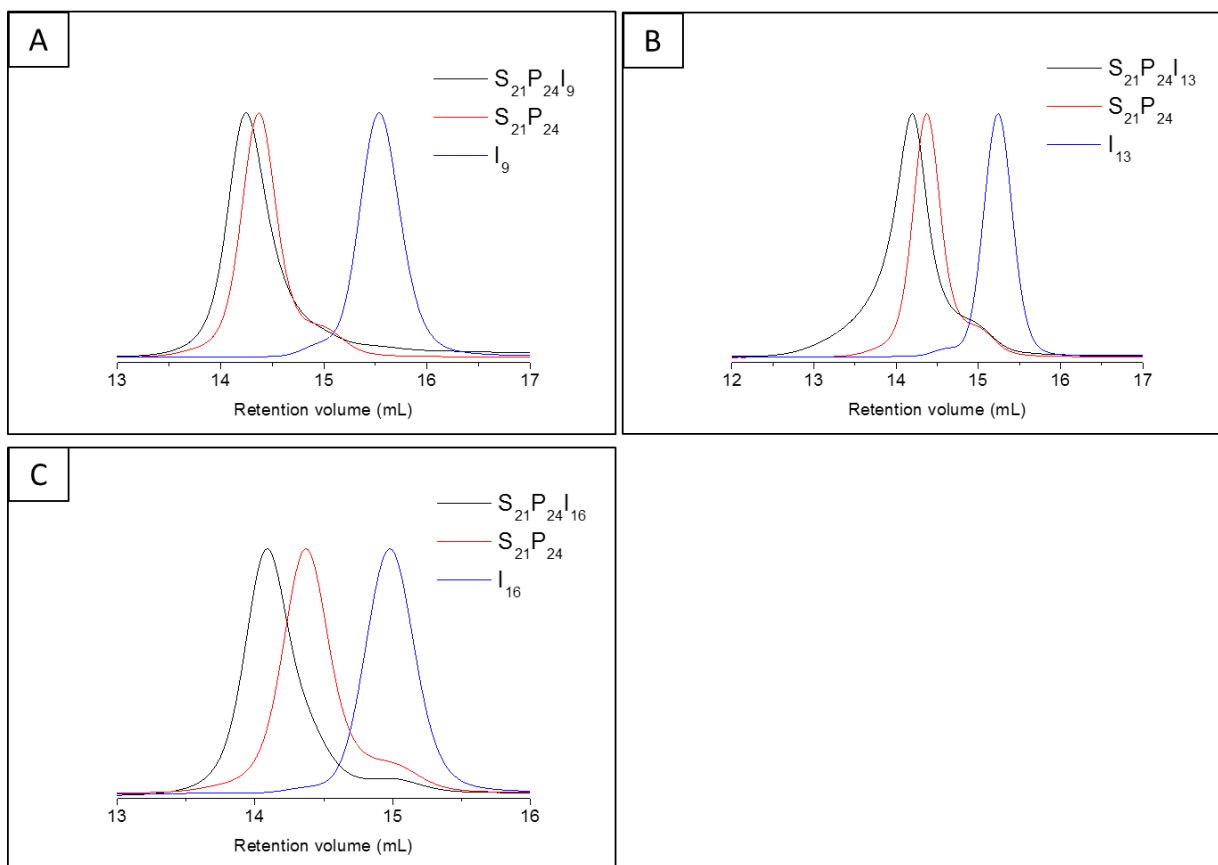 A
S₂₁P₂₄I₉
S₂₁P₂₄
I₉
13 14 15 16 17
Retention volume (mL)
B
S₂₁P₂₄I₁₃
S₂₁P₂₄
I₁₃
12 13 14 15 16 17
Retention volume (mL)
C
S₂₁P₂₄I₁₆
S₂₁P₂₄
I₁₆
13 14 15 16
Retention volume (mL)